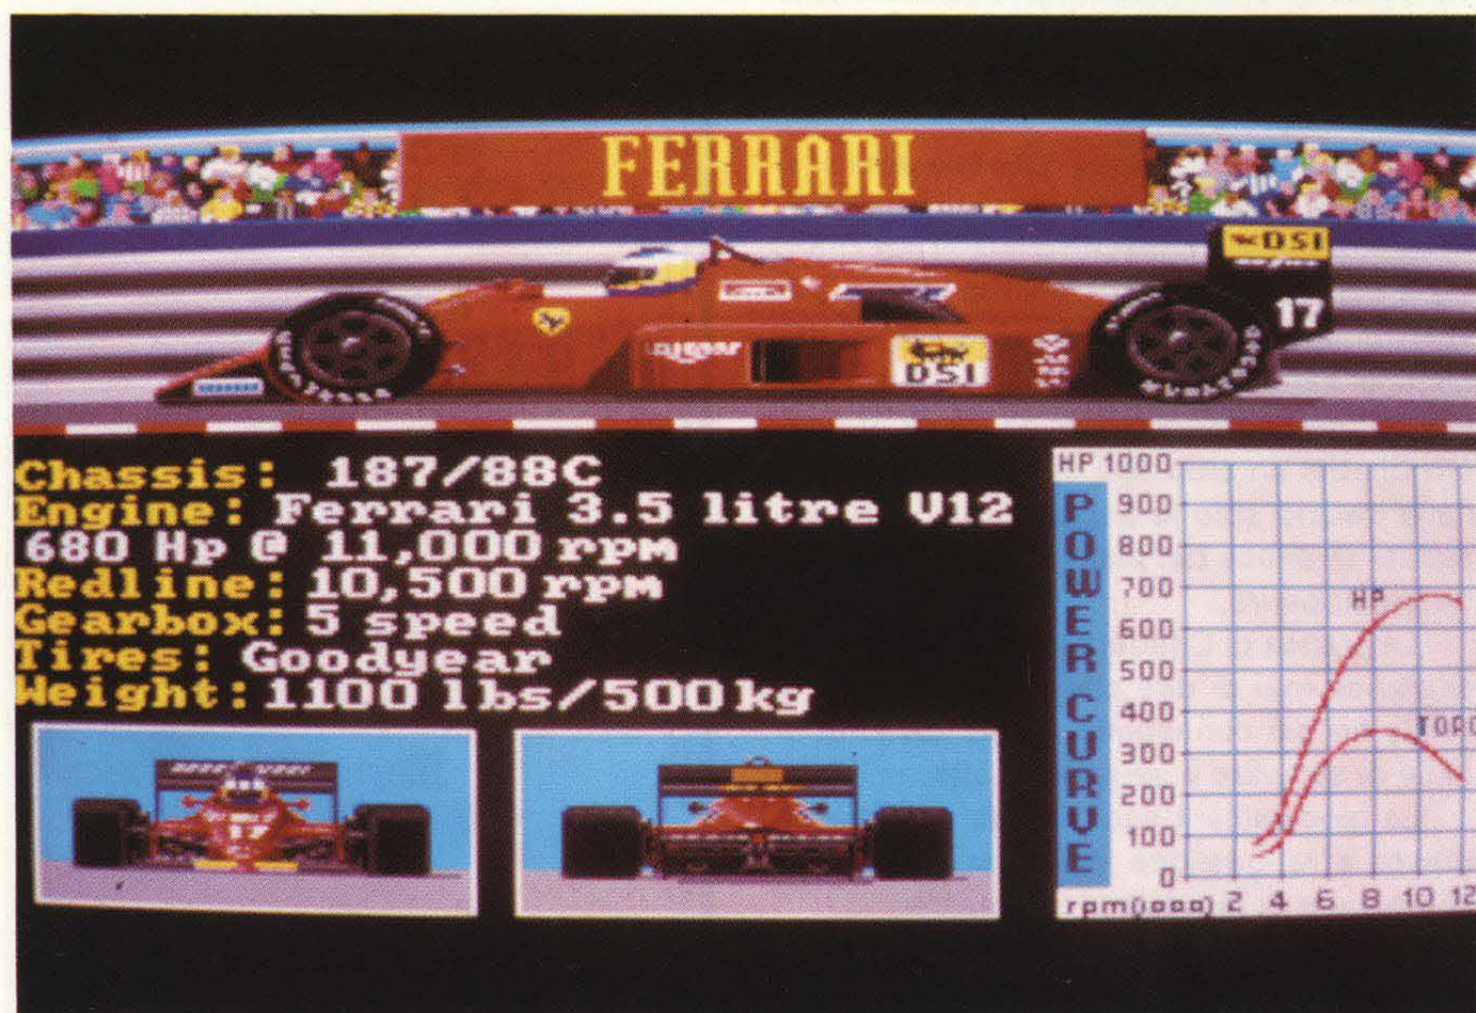 FERRARI
DSI
17
DSI
Chassis: 187/88C
Engine: Ferrari 3.5 litre V12
680 Hp @ 11,000 rpm
Redline: 10,500 rpm
Gearbox: 5 speed
Tires: Goodyear
Weight: 1100 lbs/500 kg
HP 1000
900
800
700
600
500
400
300
200
100
0
POWER CURVE
HP
TORQ
rpm(1000) 2 4 6 8 10 12